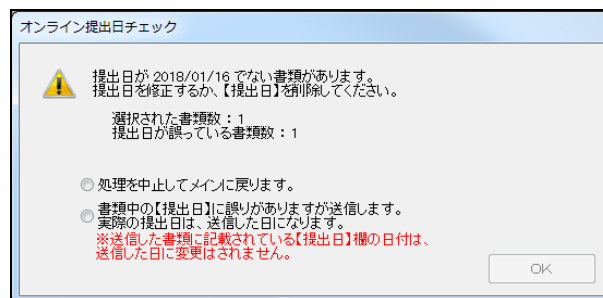 オンライン提出日チェック
提出日が 2018/01/16 でない書類があります。
提出日を修正するか、【提出日】を削除してください。
選択された書類数：1
提出日が誤っている書類数：1
処理を中止してメインに戻ります。
書類中の【提出日】に誤りがありますが送信します。
実際の提出日は、送信した日になります。
※送信した書類に記載されている【提出日】欄の日付は、
送信した日に変更はされません。
OK